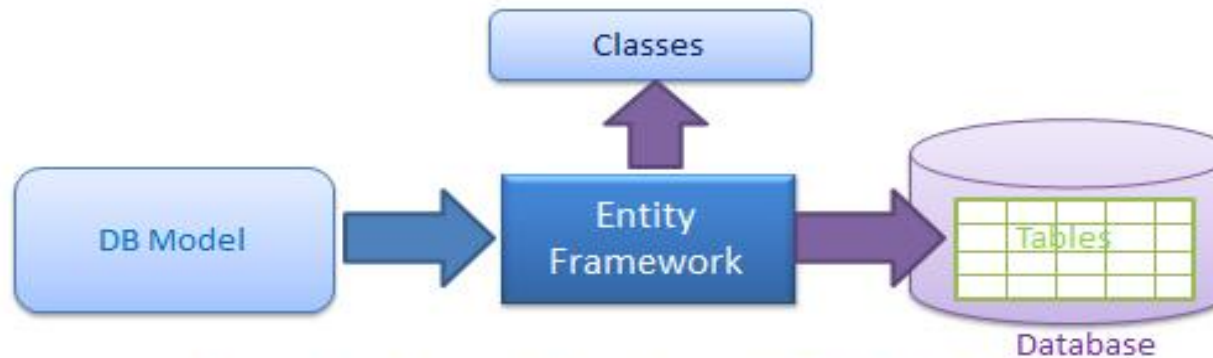 Classes
DB Model
Entity
Framework
Tables
Database